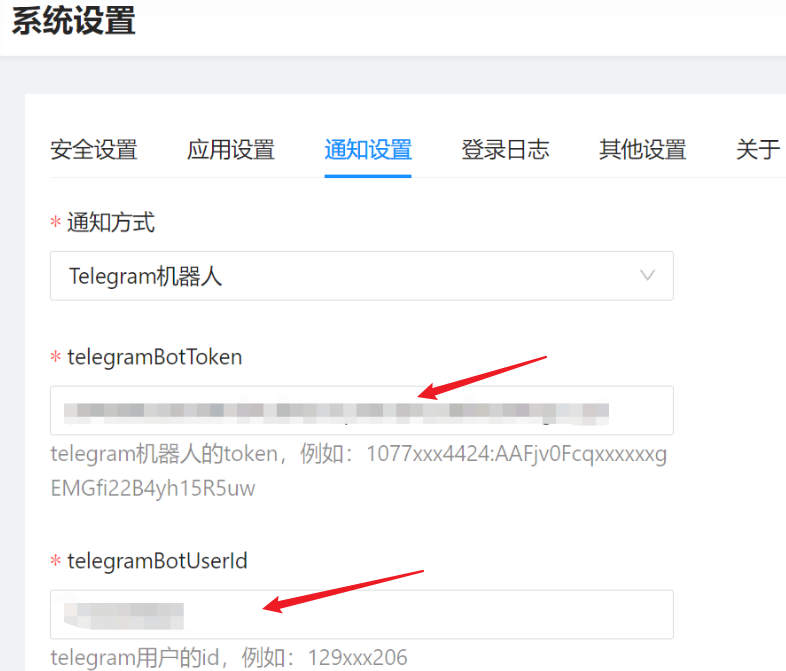 系统设置
安全设置 应用设置 通知设置 登录日志 其他设置 关于
* 通知方式
Telegram机器人
* telegramBotToken
telegram机器人的token，例如：1077xxx4424:AAFjv0Fcqxxxxxxg
EMGfi22B4yh15R5uw
* telegramBotUserId
telegram用户的id，例如：129xxx206